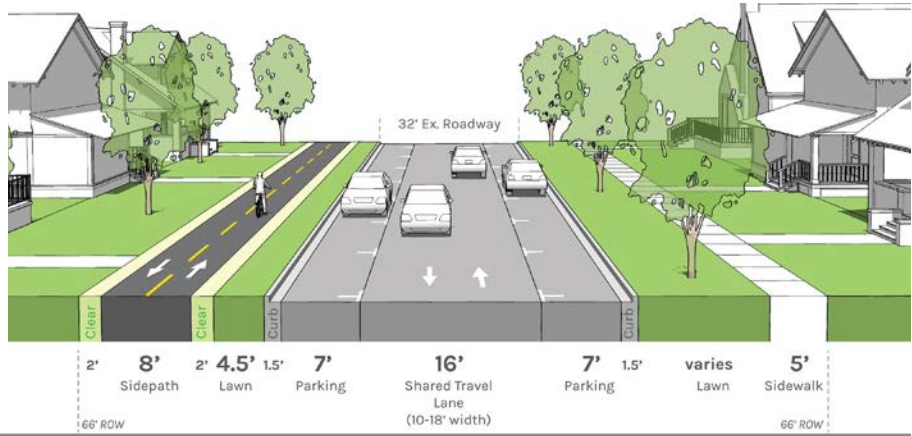 32' Ex. Roadway
Clear
Clear
Curb
Curb
2' 8' 2' 4.5' 1.5' 7' 16' 7' 1.5' varies 5'
Sidepath Lawn Parking Shared Travel Parking Lawn Sidewalk
Lane
(10-18' width)
66' ROW 66' ROW